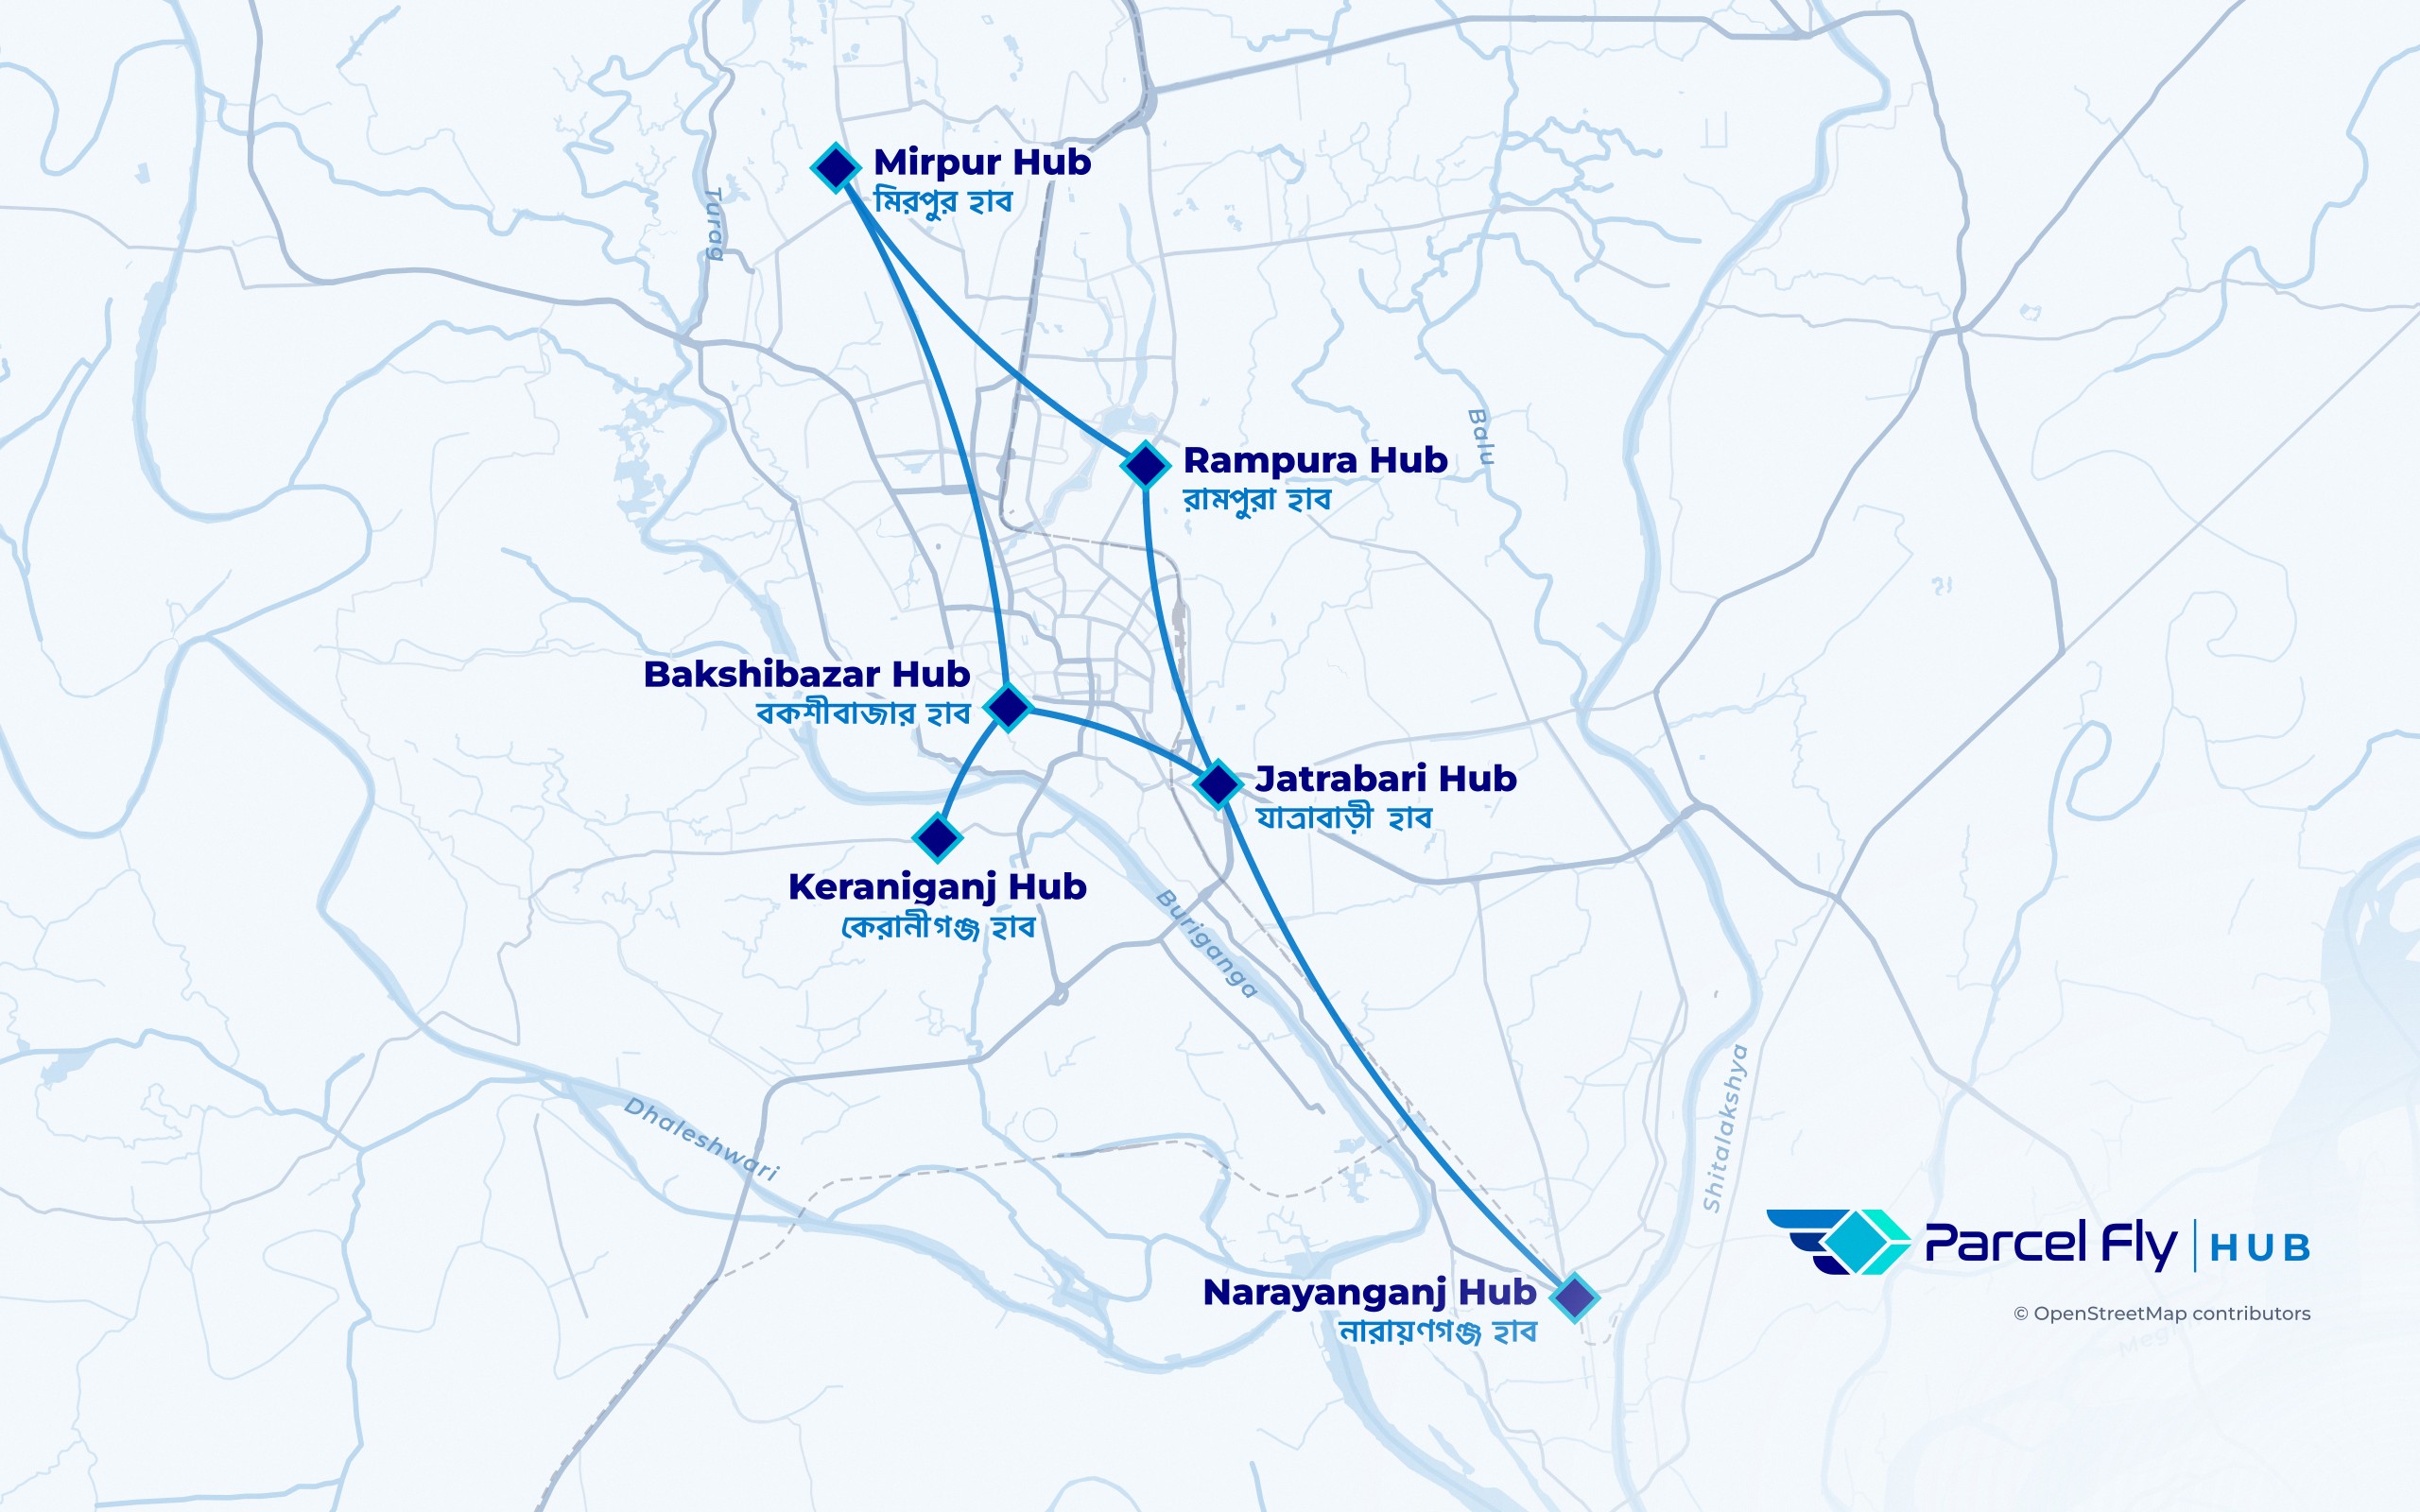 Mirpur Hub
মিরপুর হাব
Turag
Balu
Rampura Hub
রামপুরা হাব
Bakshibazar Hub
বকশীবাজার হাব
Jatrabari Hub
যাত্রাবাড়ী হাব
Keraniganj Hub
কেরানীগঞ্জ হাব
Buriganga
Dhaleshwari
Shitalakshya
Parcel Fly | HUB
Narayanganj Hub
নারায়ণগঞ্জ হাব
© OpenStreetMap contributors